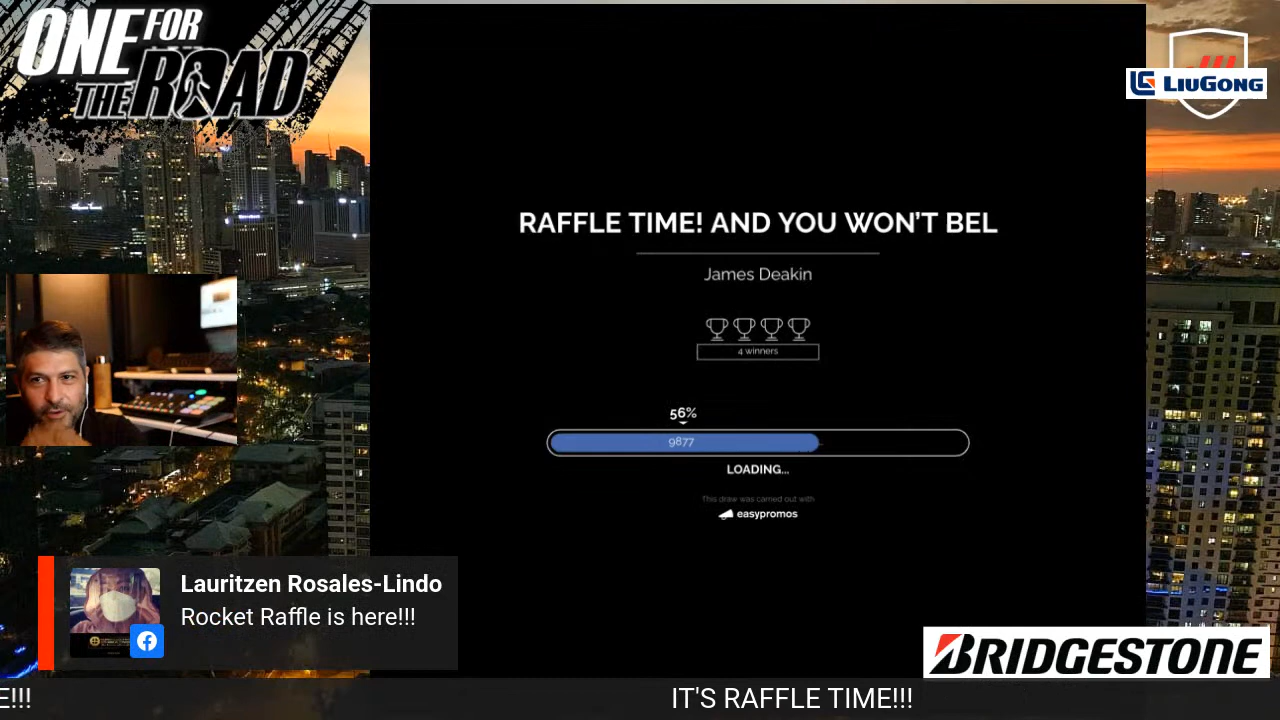 ONE FOR
THE ROAD
LIUGONG
RAFFLE TIME! AND YOU WON'T BEL
James Deakin
4 winners
56%
9877
LOADING...
This draw was carried out with
easypromos
Lauritzen Rosales-Lindo
Rocket Raffle is here!!!
BRIDGESTONE
E!!!
IT'S RAFFLE TIME!!!